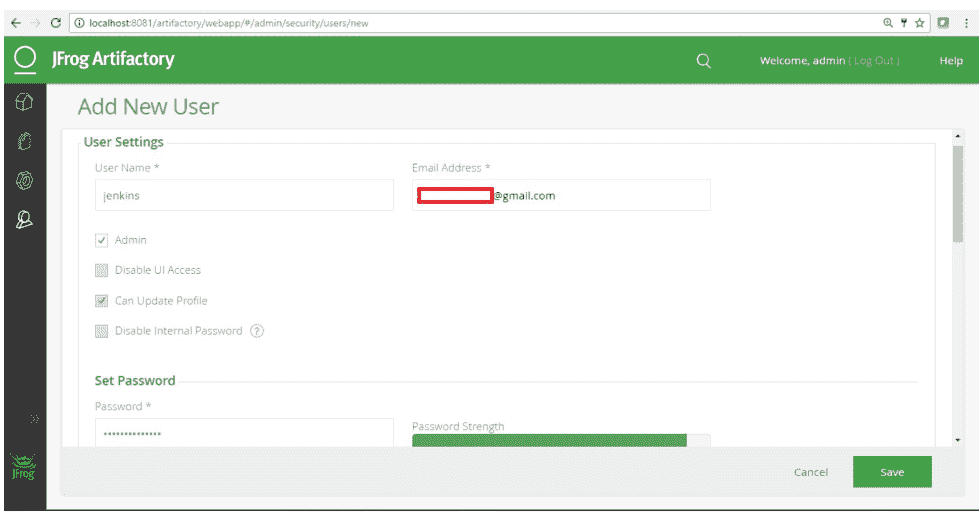 localhost:8081/artifactory/webapp/#/admin/security/users/new
JFrog Artifactory
Welcome, admin ( Log Out )
Help
Add New User
User Settings
User Name *
Email Address *
jenkins
@gmail.com
Admin
Disable UI Access
Can Update Profile
Disable Internal Password ?
Set Password
Password *
Password Strength
Cancel
Save
JFrog